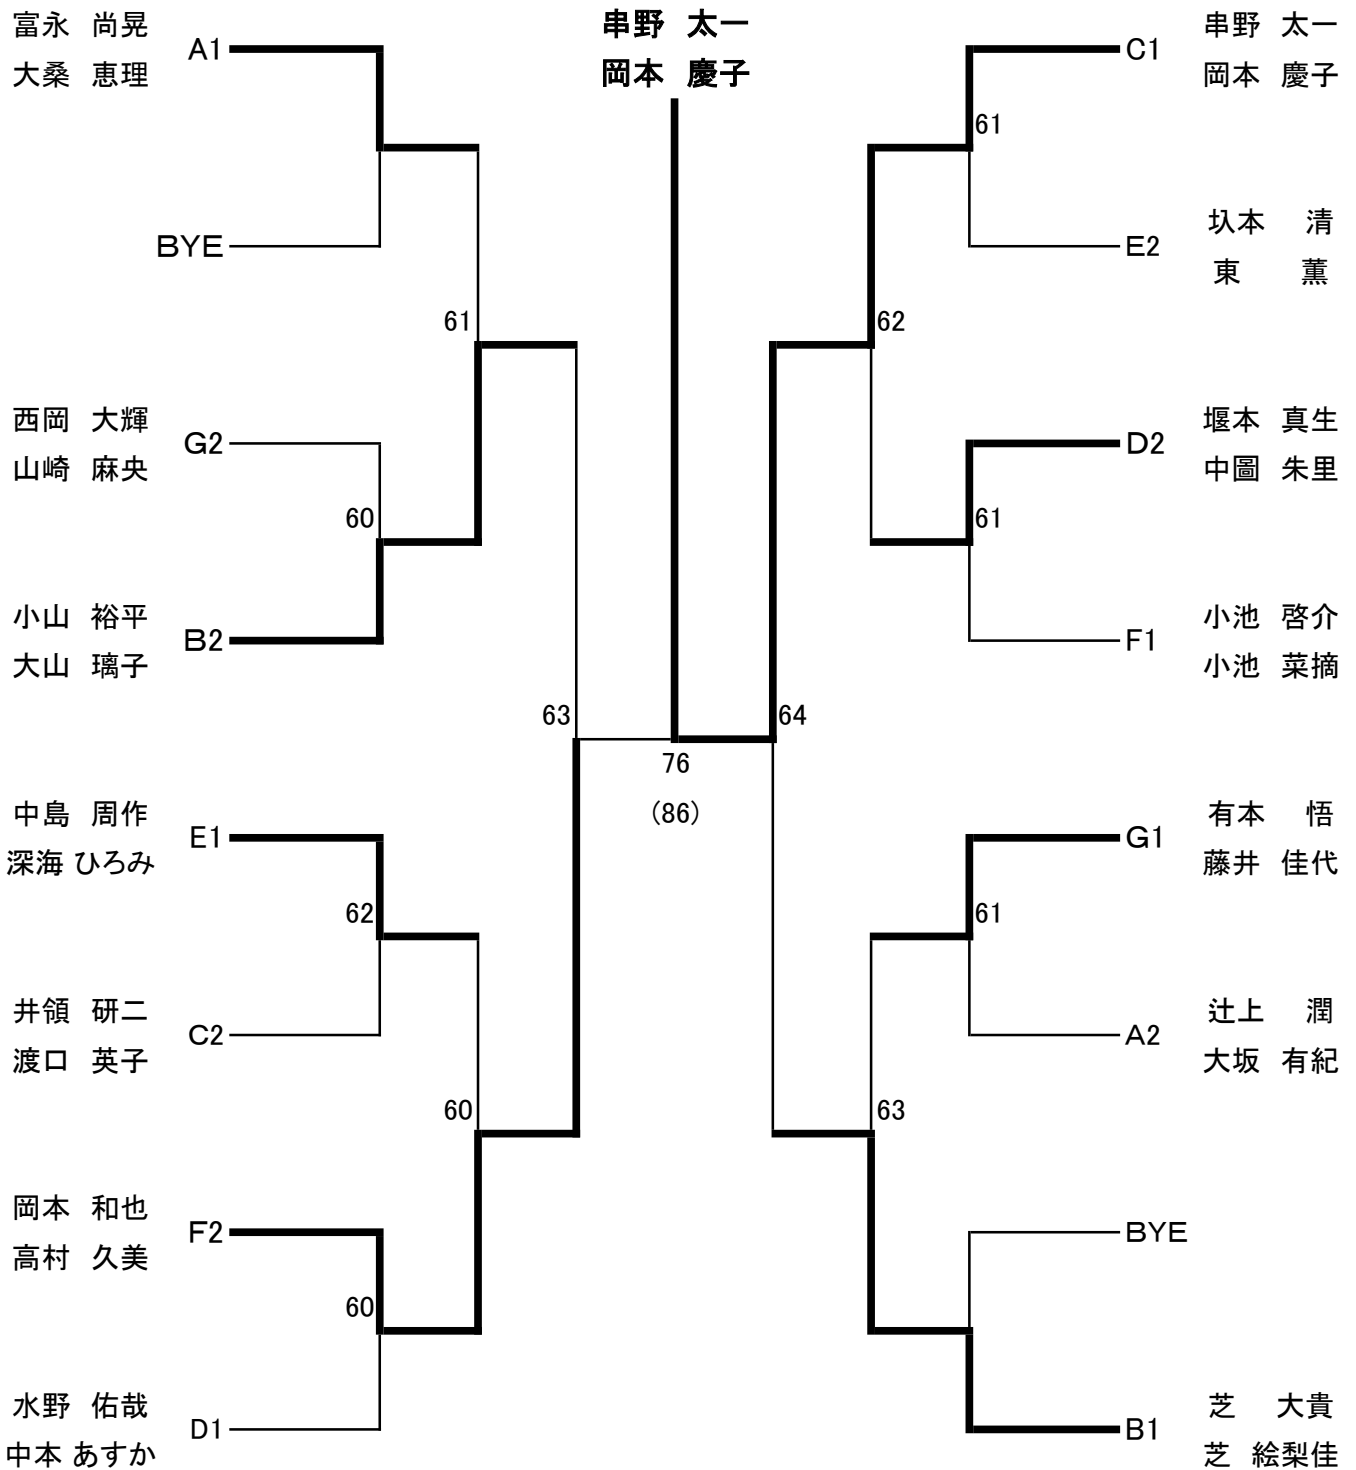 串野 太一
岡本 慶子
富永 尚晃
大桑 恵理
A1
BYE
61
西岡 大輝
山崎 麻央
G2
60
小山 裕平
大山 璃子
B2
63
中島 周作
深海 ひろみ
E1
62
井領 研二
渡口 英子
C2
60
岡本 和也
高村 久美
F2
60
水野 佑哉
中本 あすか
D1
76
(86)
C1
串野 太一
岡本 慶子
61
E2
圦本 清
東 薫
62
D2
堰本 真生
中圖 朱里
61
F1
小池 啓介
小池 菜摘
64
G1
有本 悟
藤井 佳代
61
A2
辻上 潤
大坂 有紀
63
BYE
B1
芝 大貴
芝 絵梨佳